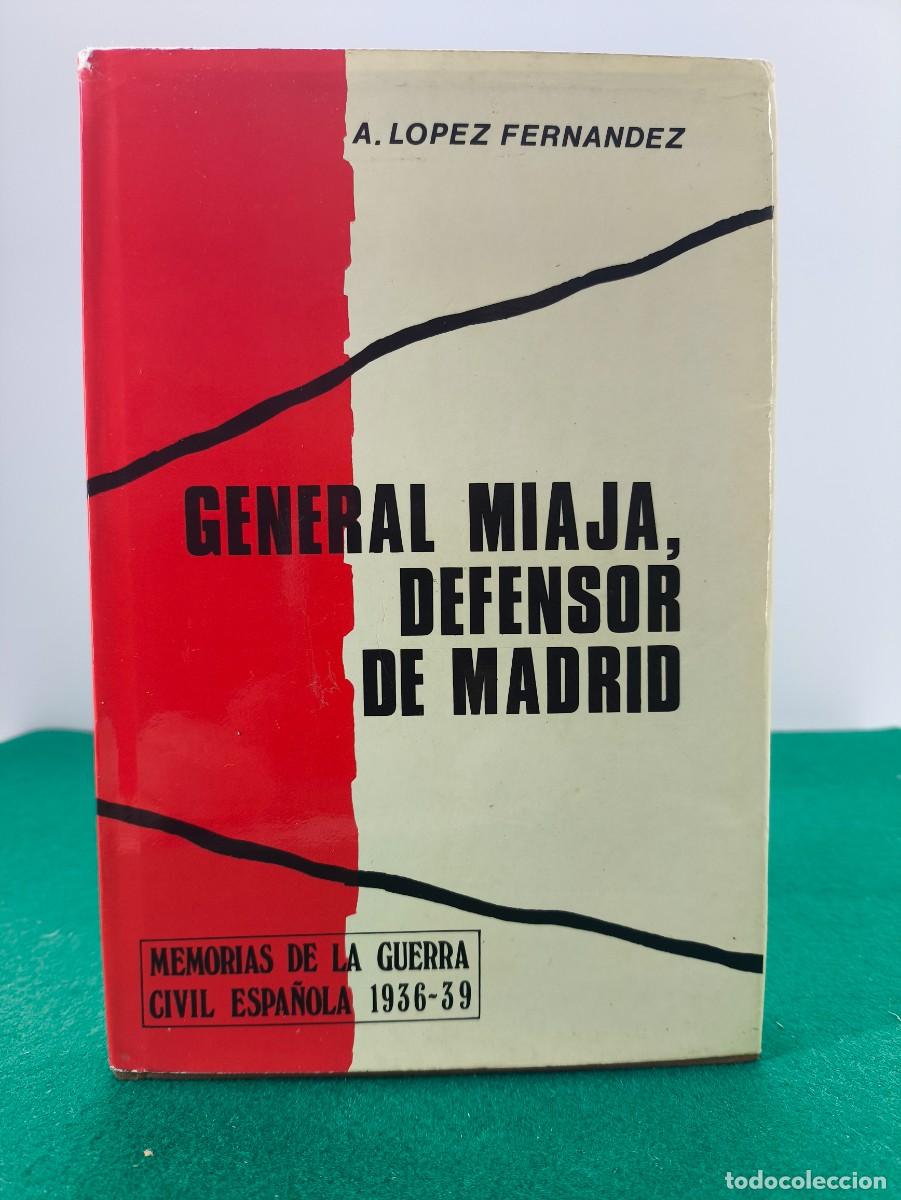 A. LOPEZ FERNANDEZ
GENERAL MIAJA,
DEFENSOR
DE MADRID
MEMORIAS DE LA GUERRA
CIVIL ESPAÑOLA 1936-39
todocoleccion